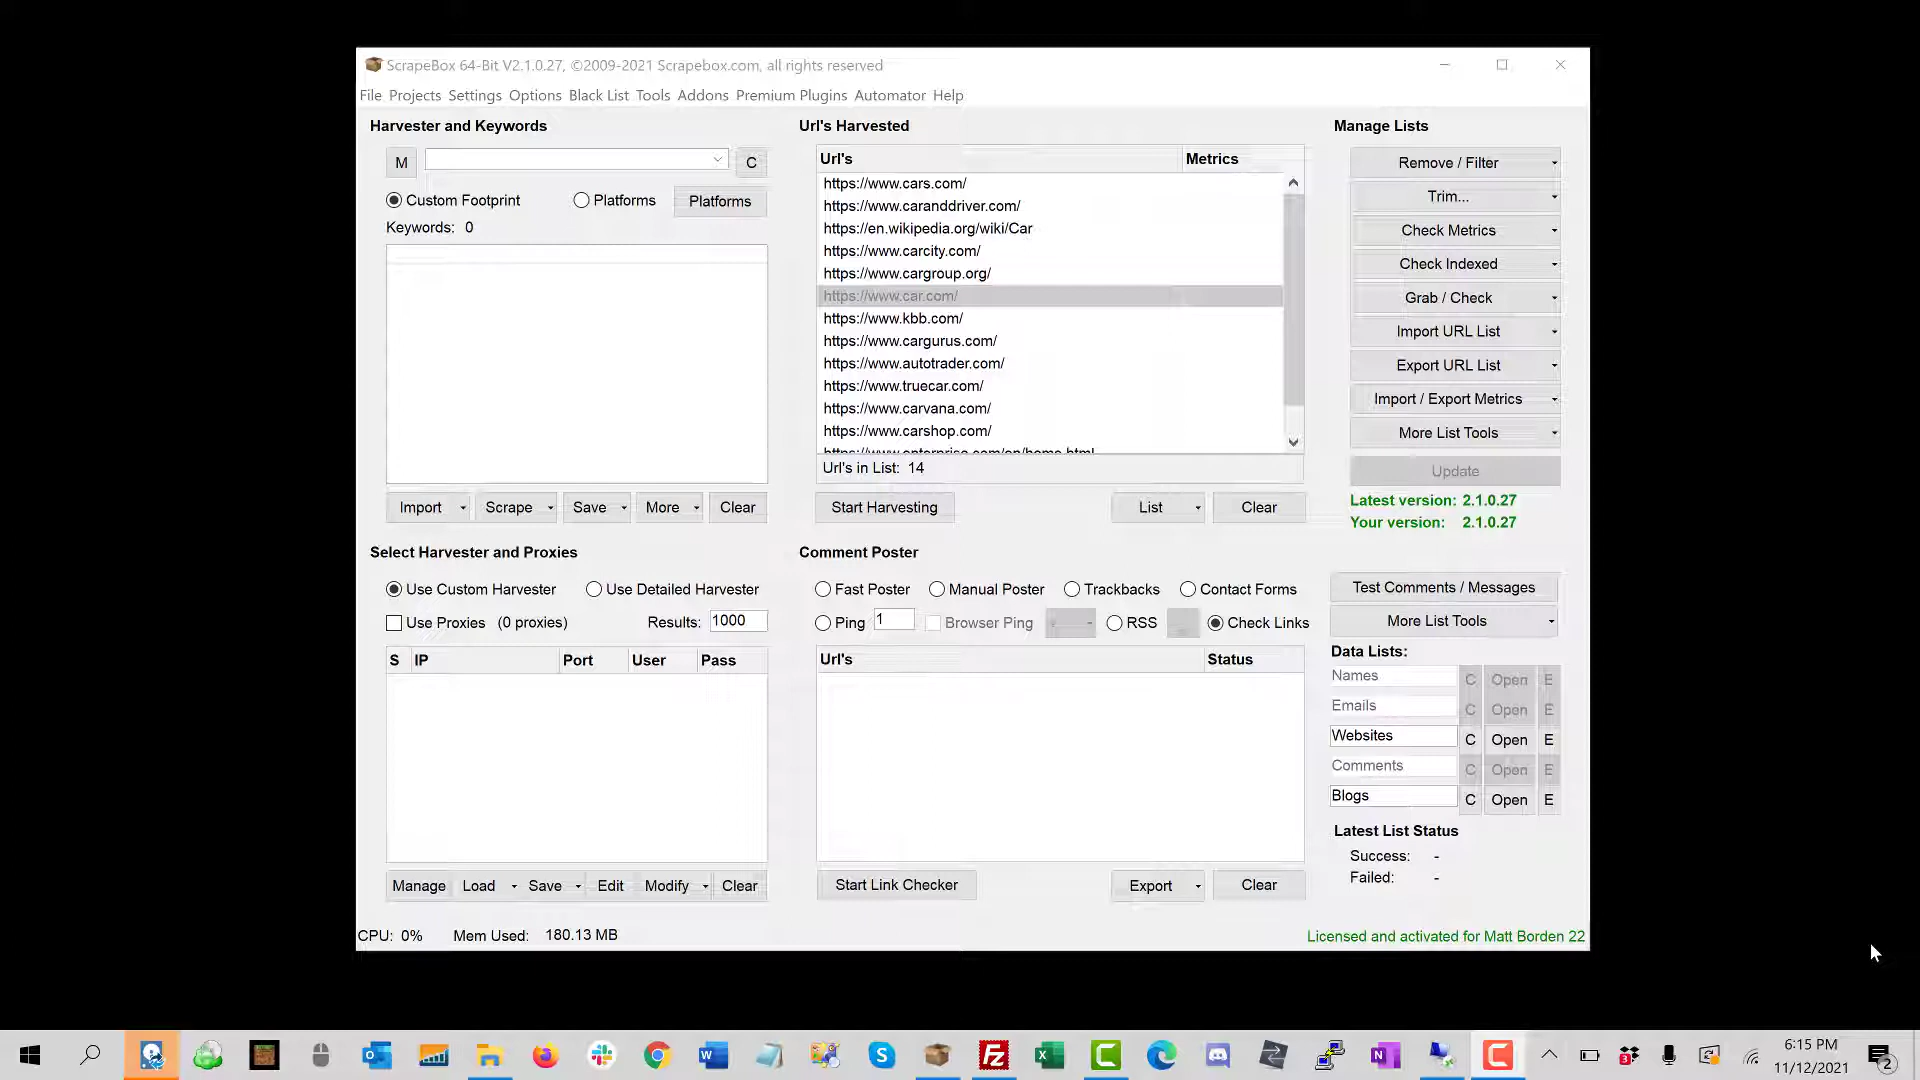 ScrapeBox 64-Bit V2.1.0.27, ©2009-2021 Scrapebox.com, all rights reserved
File Projects Settings Options Black List Tools Addons Premium Plugins Automator Help
Harvester and Keywords
M
C
Custom Footprint
Platforms
Platforms
Keywords: 0
Import
Scrape
Save
More
Clear
Url's Harvested
Url's
Metrics
https://www.cars.com/
https://www.caranddriver.com/
https://en.wikipedia.org/wiki/Car
https://www.carcity.com/
https://www.cargroup.org/
https://www.car.com/
https://www.kbb.com/
https://www.cargurus.com/
https://www.autotrader.com/
https://www.truecar.com/
https://www.carvana.com/
https://www.carshop.com/
https://www.enterprise.com/en/home.html
Url's in List: 14
Start Harvesting
List
Clear
Manage Lists
Remove / Filter
Trim...
Check Metrics
Check Indexed
Grab / Check
Import URL List
Export URL List
Import / Export Metrics
More List Tools
Update
Latest version: 2.1.0.27
Your version: 2.1.0.27
Select Harvester and Proxies
Use Custom Harvester
Use Detailed Harvester
Use Proxies (0 proxies)
Results: 1000
S
IP
Port
User
Pass
Manage
Load
Save
Edit
Modify
Clear
Comment Poster
Fast Poster
Manual Poster
Trackbacks
Contact Forms
Ping 1
Browser Ping
RSS
Check Links
Url's
Status
Start Link Checker
Export
Clear
Test Comments / Messages
More List Tools
Data Lists:
Names C Open E
Emails C Open E
Websites C Open E
Comments C Open E
Blogs C Open E
Latest List Status
Success: -
Failed: -
CPU: 0% Mem Used: 180.13 MB
Licensed and activated for Matt Borden 22
6:15 PM
11/12/2021
2